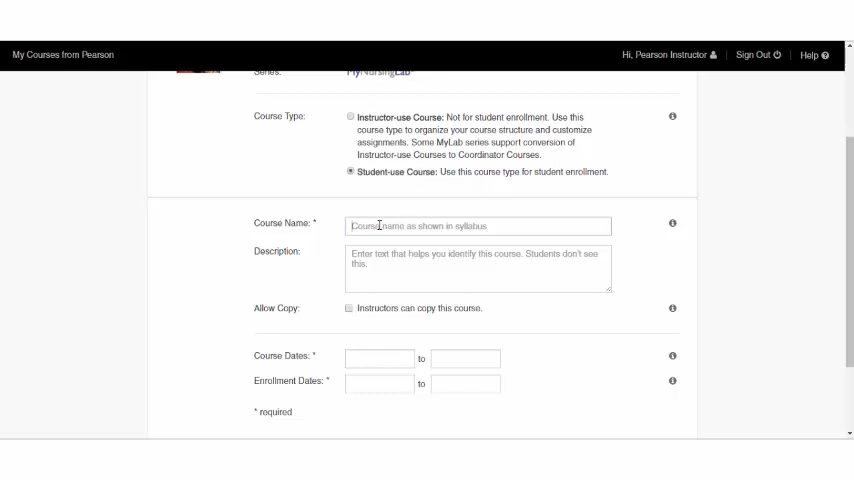 My Courses from Pearson
Hi, Pearson Instructor
Sign Out
Help
Series:
MyNursingLab
Course Type:
Instructor-use Course: Not for student enrollment. Use this
course type to organize your course structure and customize
assignments. Some MyLab series support conversion of
Instructor-use Courses to Coordinator Courses.
Student-use Course: Use this course type for student enrollment.
Course Name: *
Course name as shown in syllabus
Description:
Enter text that helps you identify this course. Students don't see
this.
Allow Copy:
Instructors can copy this course.
Course Dates: *
to
Enrollment Dates: *
to
* required